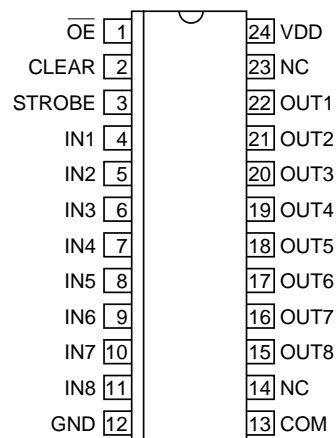 OE 1 24 VDD
CLEAR 2 23 NC
STROBE 3 22 OUT1
IN1 4 21 OUT2
IN2 5 20 OUT3
IN3 6 19 OUT4
IN4 7 18 OUT5
IN5 8 17 OUT6
IN6 9 16 OUT7
IN7 10 15 OUT8
IN8 11 14 NC
GND 12 13 COM